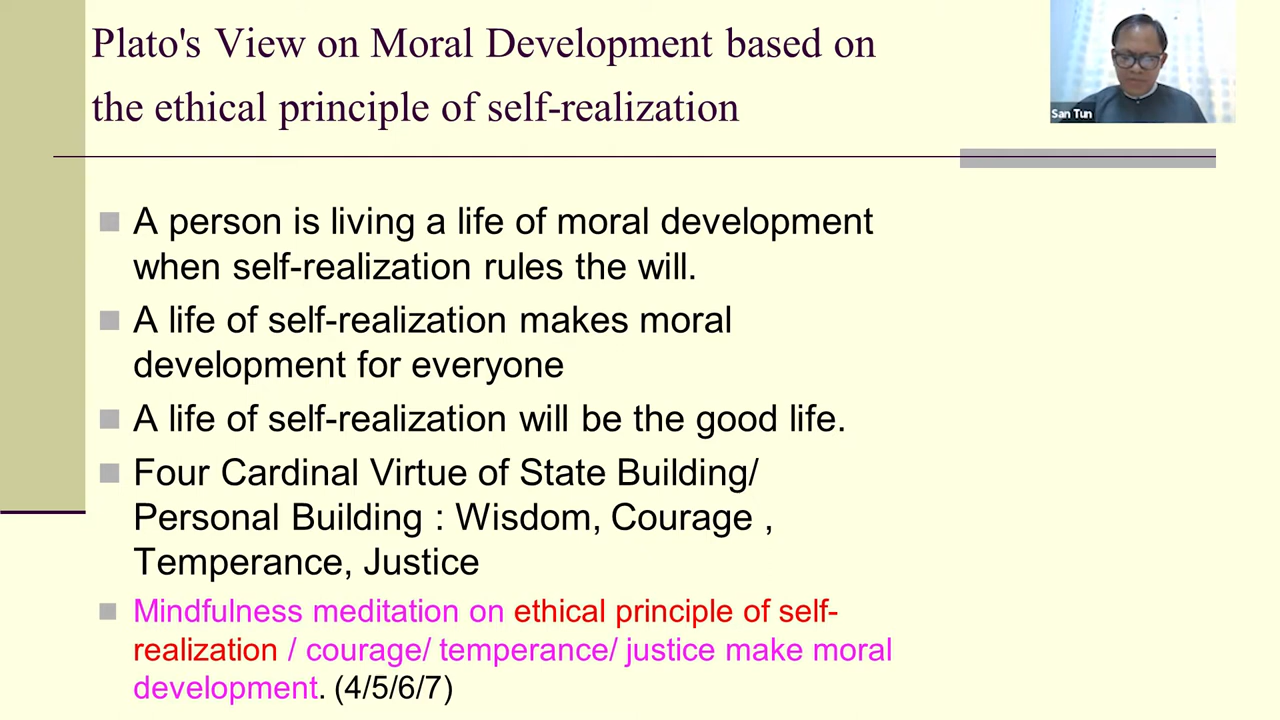 Plato's View on Moral Development based on
the ethical principle of self-realization
San Tun
A person is living a life of moral development
when self-realization rules the will.
A life of self-realization makes moral
development for everyone
A life of self-realization will be the good life.
Four Cardinal Virtue of State Building/
Personal Building : Wisdom, Courage ,
Temperance, Justice
Mindfulness meditation on ethical principle of self-
realization / courage/ temperance/ justice make moral
development. (4/5/6/7)